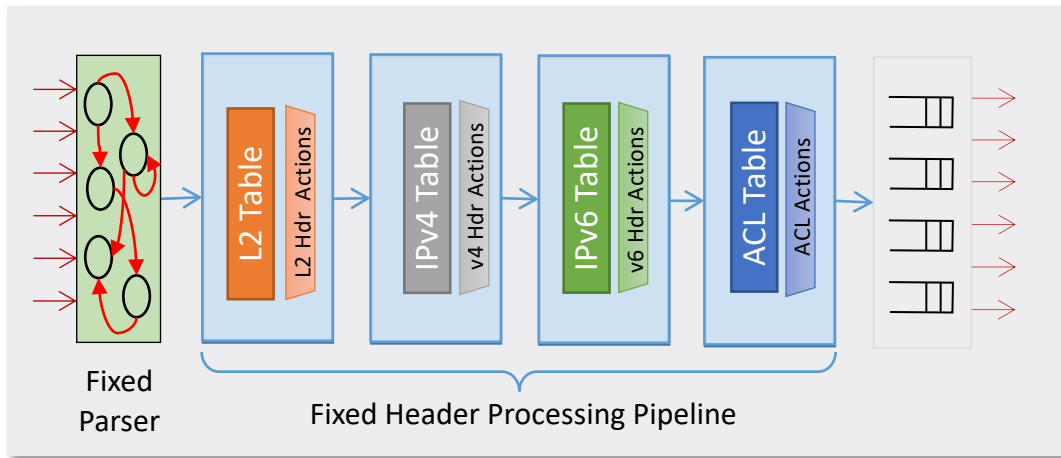 L2 Table
L2 Hdr Actions
IPv4 Table
v4 Hdr Actions
IPv6 Table
v6 Hdr Actions
ACL Table
ACL Actions
Fixed
Parser
Fixed Header Processing Pipeline